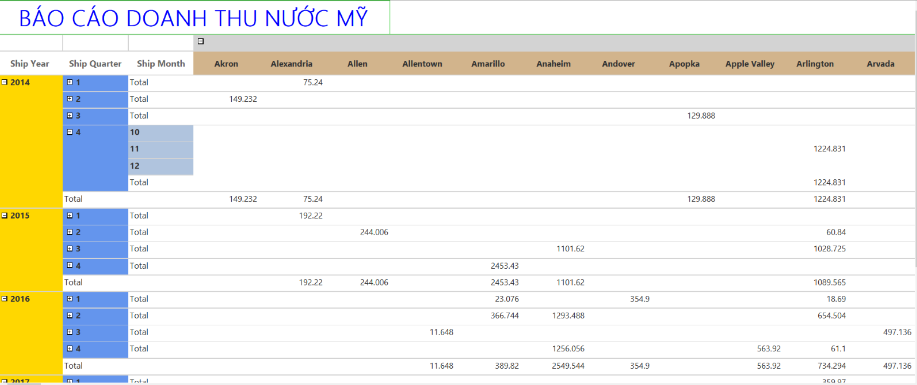 BÁO CÁO DOANH THU NƯỚC MỸ
Ship Year Ship Quarter Ship Month Akron Alexandria Allen Allentown Amarillo Anaheim Andover Apopka Apple Valley Arlington Arvada
2014 1 Total 75.24
2 Total 149.232
3 Total 129.888
4 10
11 1224.831
12
Total 1224.831
Total 149.232 75.24 129.888 1224.831
2015 1 Total 192.22
2 Total 244.006 60.84
3 Total 1101.62 1028.725
4 Total 2453.43
Total 192.22 244.006 2453.43 1101.62 1089.565
2016 1 Total 23.076 354.9 18.69
2 Total 366.744 1293.488 654.504
3 Total 11.648 497.136
4 Total 1256.056 563.92 61.1
Total 11.648 389.82 2549.544 354.9 563.92 734.294 497.136
2017 1 Total 359.97